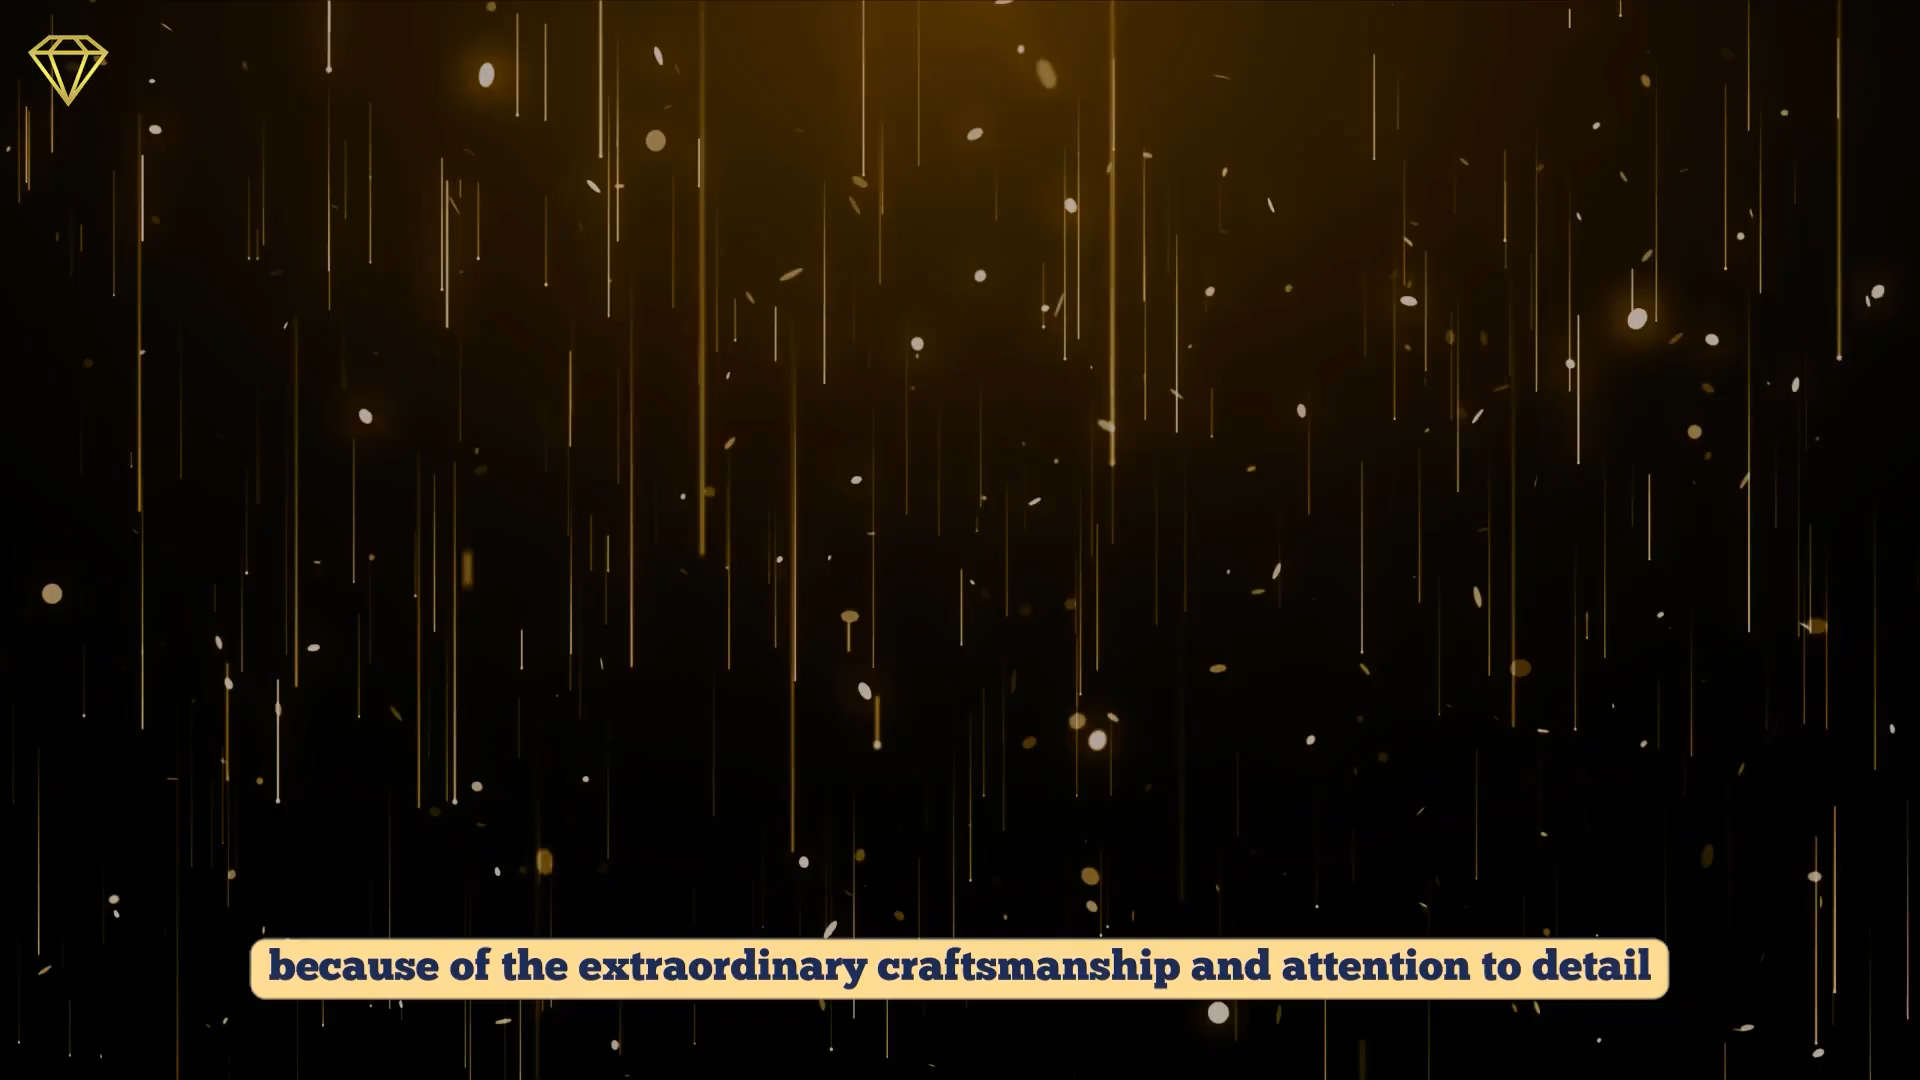 because of the extraordinary craftsmanship and attention to detail